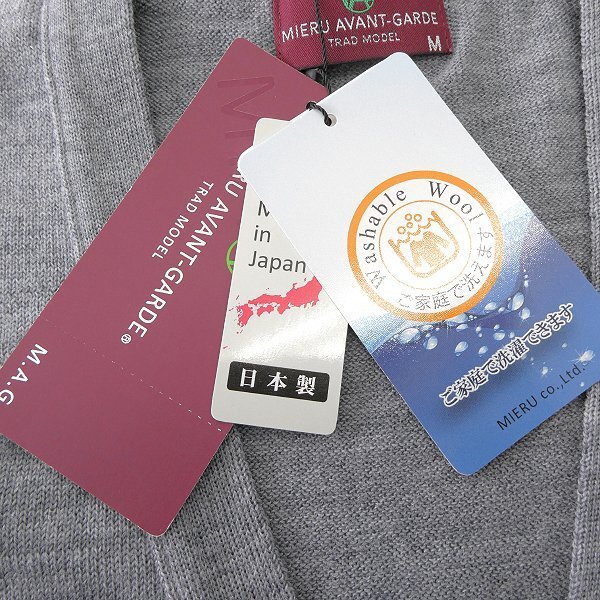 MIERU AVANT-GARDE
TRAD MODEL
M
AVANT-GARDE®
TRAD MODEL
M.A.G
in
Japan
日本製
Washable Wool
ご家庭で洗えます
ご家庭で洗濯できます
MIERU co.,Ltd.